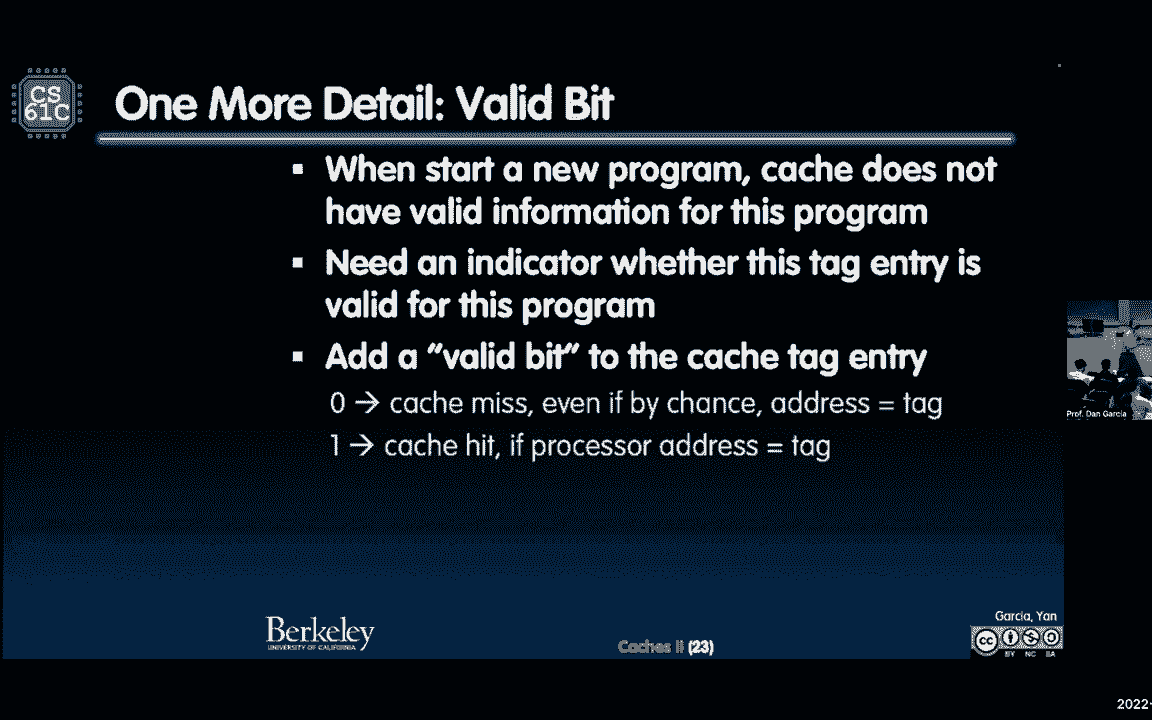 CS
61C
One More Detail: Valid Bit
▪ When start a new program, cache does not
have valid information for this program
▪ Need an indicator whether this tag entry is
valid for this program
▪ Add a “valid bit” to the cache tag entry
0 → cache miss, even if by chance, address = tag
1 → cache hit, if processor address = tag
Prof. Dan Garcia
Berkeley
UNIVERSITY OF CALIFORNIA
Caches II (23)
Garcia, Yan
cc
BY NC SA
2022-